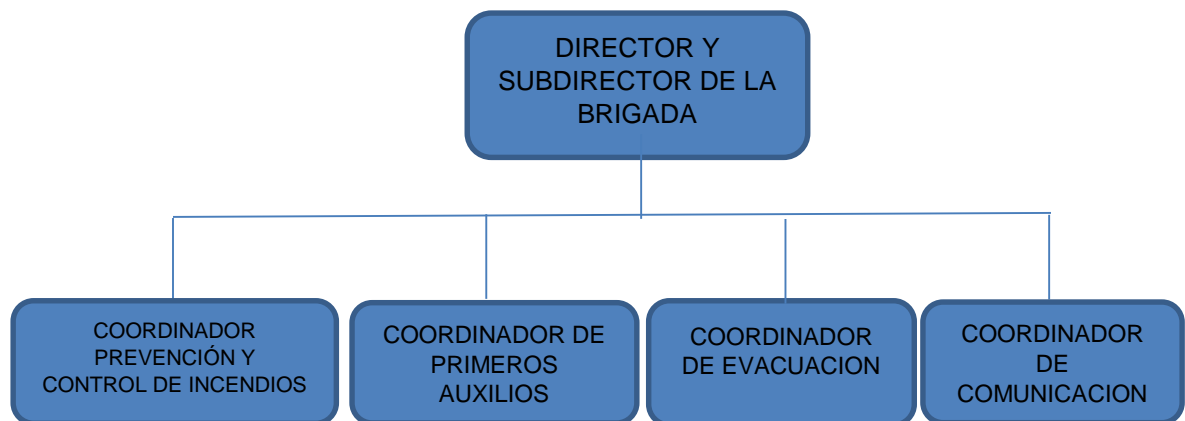 DIRECTOR Y
SUBDIRECTOR DE LA
BRIGADA
COORDINADOR
PREVENCIÓN Y
CONTROL DE INCENDIOS
COORDINADOR DE
PRIMEROS
AUXILIOS
COORDINADOR
DE EVACUACION
COORDINADOR
DE
COMUNICACION